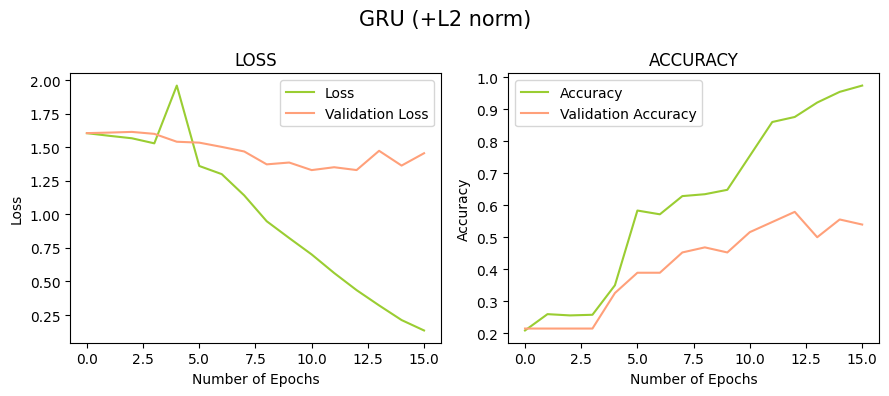 GRU (+L2 norm)
LOSS
Loss
Validation Loss
2.00
1.75
1.50
1.25
1.00
0.75
0.50
0.25
Loss
0.0 2.5 5.0 7.5 10.0 12.5 15.0
Number of Epochs
ACCURACY
Accuracy
Validation Accuracy
1.0
0.9
0.8
0.7
0.6
0.5
0.4
0.3
0.2
Accuracy
0.0 2.5 5.0 7.5 10.0 12.5 15.0
Number of Epochs